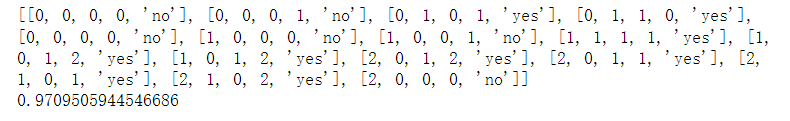 [[0, 0, 0, 0, 'no'], [0, 0, 0, 1, 'no'], [0, 1, 0, 1, 'yes'], [0, 1, 1, 0, 'yes'],
[0, 0, 0, 0, 'no'], [1, 0, 0, 0, 'no'], [1, 0, 0, 1, 'no'], [1, 1, 1, 1, 'yes'], [1,
0, 1, 2, 'yes'], [1, 0, 1, 2, 'yes'], [2, 0, 1, 2, 'yes'], [2, 0, 1, 1, 'yes'], [2,
1, 0, 1, 'yes'], [2, 1, 0, 2, 'yes'], [2, 0, 0, 0, 'no']]
0.9709505944546686